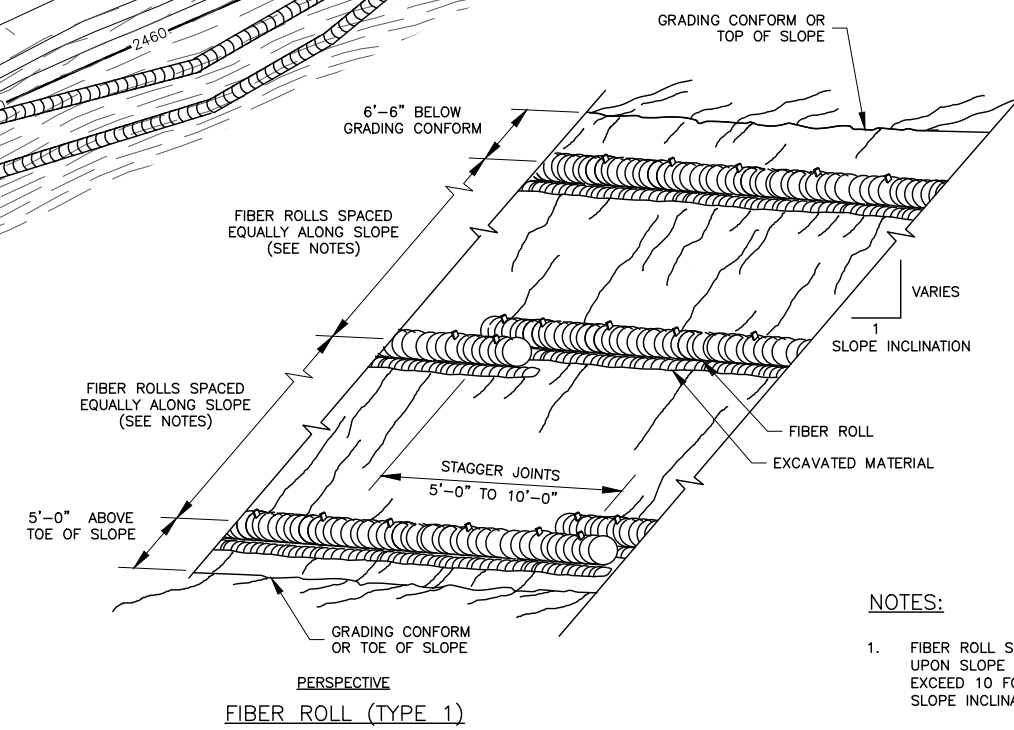 2460
GRADING CONFORM OR
TOP OF SLOPE
6'-6" BELOW
GRADING CONFORM
FIBER ROLLS SPACED
EQUALLY ALONG SLOPE
(SEE NOTES)
VARIES
1
SLOPE INCLINATION
FIBER ROLLS SPACED
EQUALLY ALONG SLOPE
(SEE NOTES)
FIBER ROLL
EXCAVATED MATERIAL
STAGGER JOINTS
5'-0" TO 10'-0"
5'-0" ABOVE
TOE OF SLOPE
GRADING CONFORM
OR TOE OF SLOPE
PERSPECTIVE
FIBER ROLL (TYPE 1)
NOTES:
1. FIBER ROLL S
UPON SLOPE
EXCEED 10 FO
SLOPE INCLINA